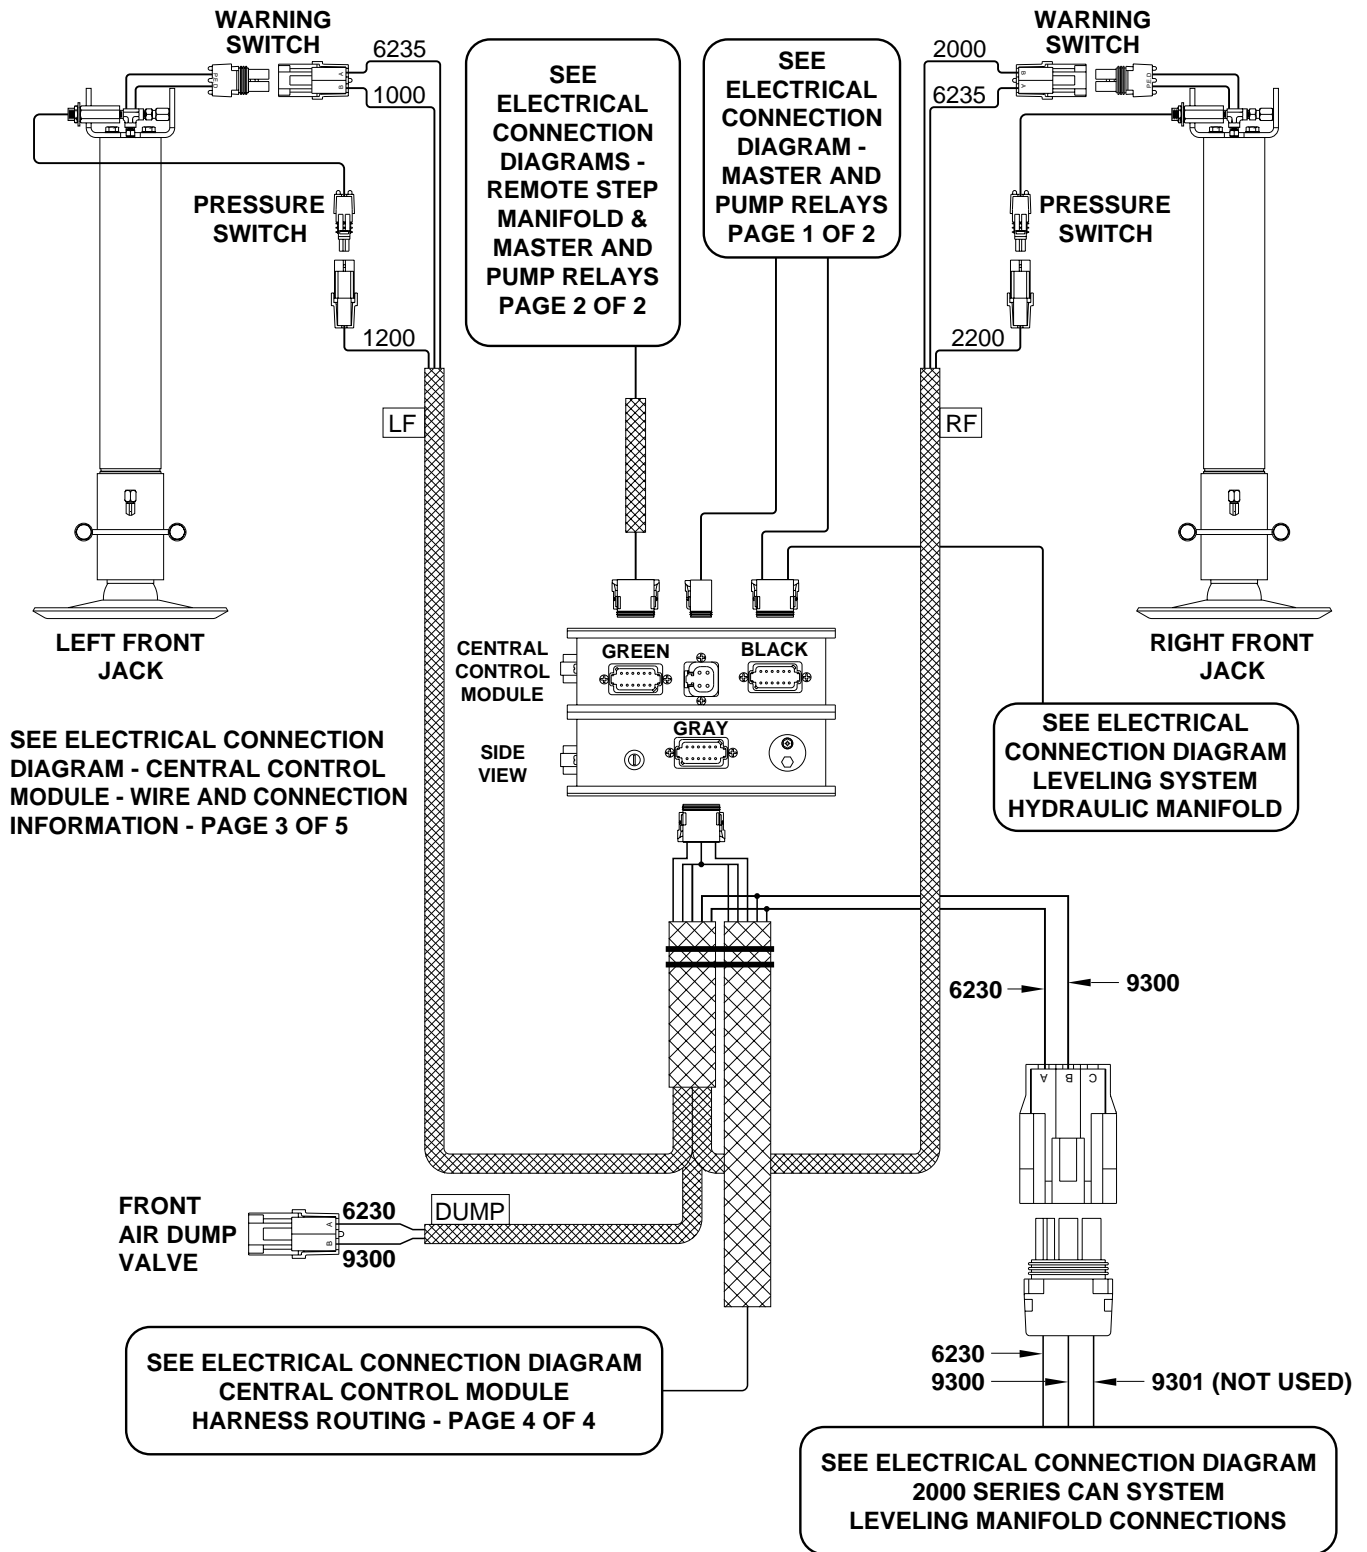 WARNING
SWITCH
6235
1000
SEE
ELECTRICAL
CONNECTION
DIAGRAMS -
REMOTE STEP
MANIFOLD &
MASTER AND
PUMP RELAYS
PAGE 2 OF 2
SEE
ELECTRICAL
CONNECTION
DIAGRAM -
MASTER AND
PUMP RELAYS
PAGE 1 OF 2
2000
6235
WARNING
SWITCH
A
B
B
A
PRESSURE
SWITCH
PRESSURE
SWITCH
1200
2200
LF
RF
LEFT FRONT
JACK
CENTRAL
CONTROL
MODULE
GREEN
BLACK
RIGHT FRONT
JACK
SIDE
VIEW
GRAY
SEE ELECTRICAL CONNECTION
DIAGRAM - CENTRAL CONTROL
MODULE - WIRE AND CONNECTION
INFORMATION - PAGE 3 OF 5
SEE ELECTRICAL
CONNECTION DIAGRAM
LEVELING SYSTEM
HYDRAULIC MANIFOLD
6230
9300
A
B
C
FRONT
AIR DUMP
VALVE
A
B
6230
9300
DUMP
SEE ELECTRICAL CONNECTION DIAGRAM
CENTRAL CONTROL MODULE
HARNESS ROUTING - PAGE 4 OF 4
6230
9300
9301 (NOT USED)
SEE ELECTRICAL CONNECTION DIAGRAM
2000 SERIES CAN SYSTEM
LEVELING MANIFOLD CONNECTIONS